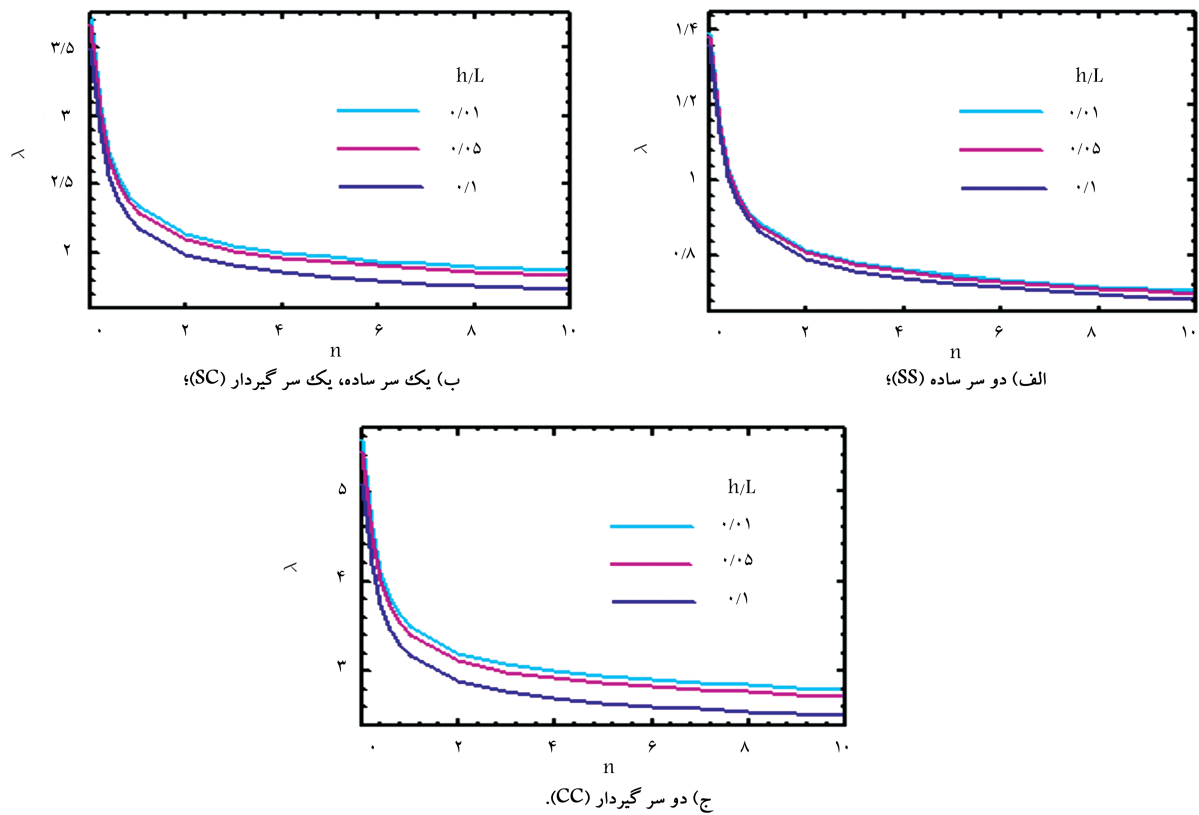 ۱/۴
۱/۲
۱
۰/۸
λ
h/L
۰/۰۱
۰/۰۵
۰/۱
۰ ۲ ۴ ۶ ۸ ۱۰
n
الف) دو سر ساده (SS)؛
۳/۵
۳
۲/۵
۲
λ
h/L
۰/۰۱
۰/۰۵
۰/۱
۰ ۲ ۴ ۶ ۸ ۱۰
n
ب) یک سر ساده، یک سر گیردار (SC)؛
۵
۴
۳
λ
h/L
۰/۰۱
۰/۰۵
۰/۱
۰ ۲ ۴ ۶ ۸ ۱۰
n
ج) دو سر گیردار (CC).